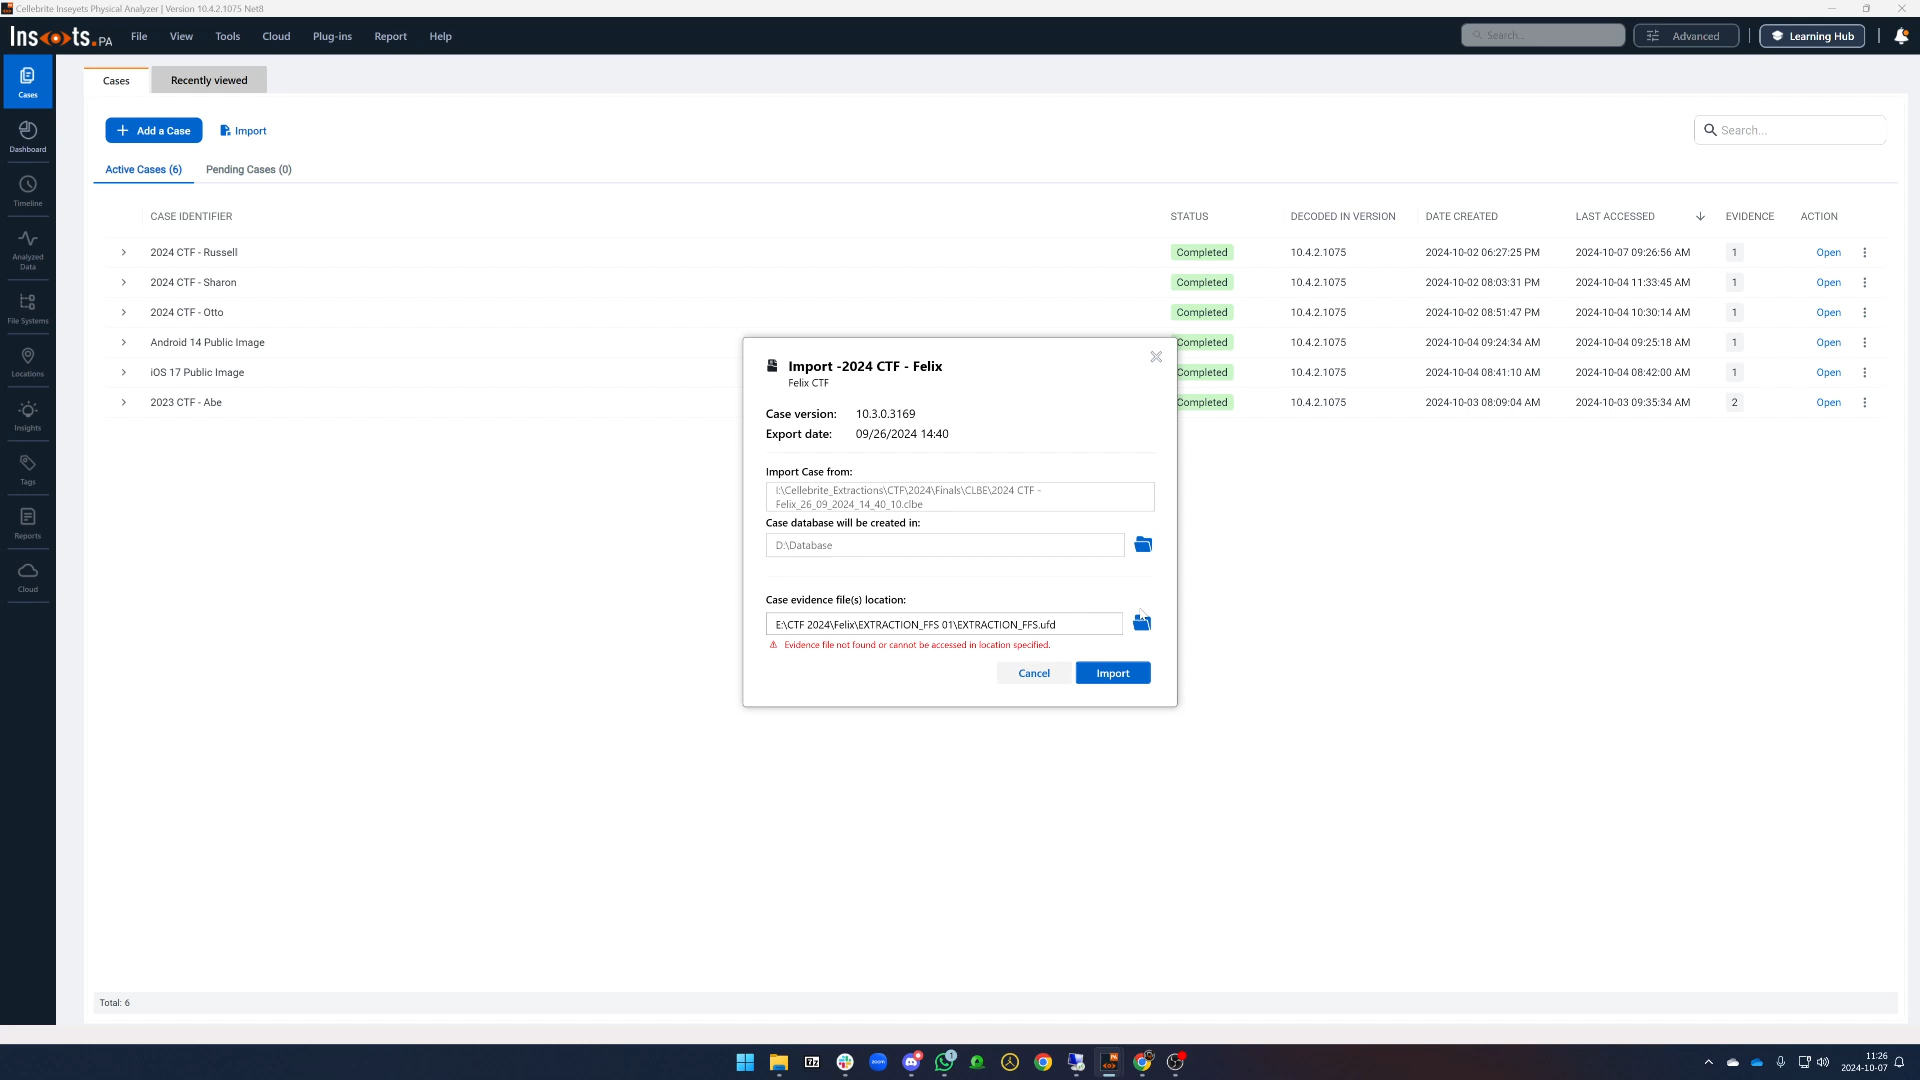 Cellebrite Inseyets Physical Analyzer | Version 10.4.2.1075 Net8
Ins ts.PA File View Tools Cloud Plug-ins Report Help Search... Advanced Learning Hub
Cases Recently viewed
Cases
Dashboard
Timeline
Analyzed
Data
File Systems
Locations
Insights
Tags
Reports
Cloud
+ Add a Case Import Search...
Active Cases (6) Pending Cases (0)
CASE IDENTIFIER STATUS DECODED IN VERSION DATE CREATED LAST ACCESSED EVIDENCE ACTION
2024 CTF - Russell Completed 10.4.2.1075 2024-10-02 06:27:25 PM 2024-10-07 09:26:56 AM 1 Open
2024 CTF - Sharon Completed 10.4.2.1075 2024-10-02 08:03:31 PM 2024-10-04 11:33:45 AM 1 Open
2024 CTF - Otto Completed 10.4.2.1075 2024-10-02 08:51:47 PM 2024-10-04 10:30:14 AM 1 Open
Android 14 Public Image Completed 10.4.2.1075 2024-10-04 09:24:34 AM 2024-10-04 09:25:18 AM 1 Open
iOS 17 Public Image Completed 10.4.2.1075 2024-10-04 08:41:10 AM 2024-10-04 08:42:00 AM 1 Open
2023 CTF - Abe Completed 10.4.2.1075 2024-10-03 08:09:04 AM 2024-10-03 09:35:34 AM 2 Open
Import -2024 CTF - Felix
Felix CTF
Case version: 10.3.0.3169
Export date: 09/26/2024 14:40
Import Case from:
I:\Cellebrite_Extractions\CTF\2024\Finals\CLBE\2024 CTF -
Felix_26_09_2024_14_40_10.clbe
Case database will be created in:
D:\Database
Case evidence file(s) location:
E:\CTF 2024\Felix\EXTRACTION_FFS 01\EXTRACTION_FFS.ufd
Evidence file not found or cannot be accessed in location specified.
Cancel Import
Total: 6
11:26
2024-10-07